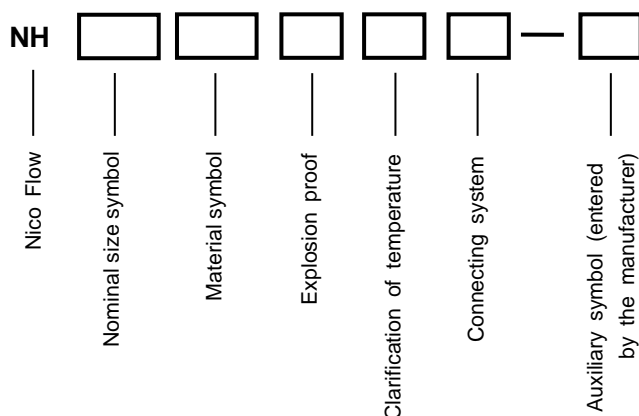 NH
Nico Flow
Nominal size symbol
Material symbol
Explosion proof
Clarification of temperature
Connecting system
Auxiliary symbol (entered
by the manufacturer)